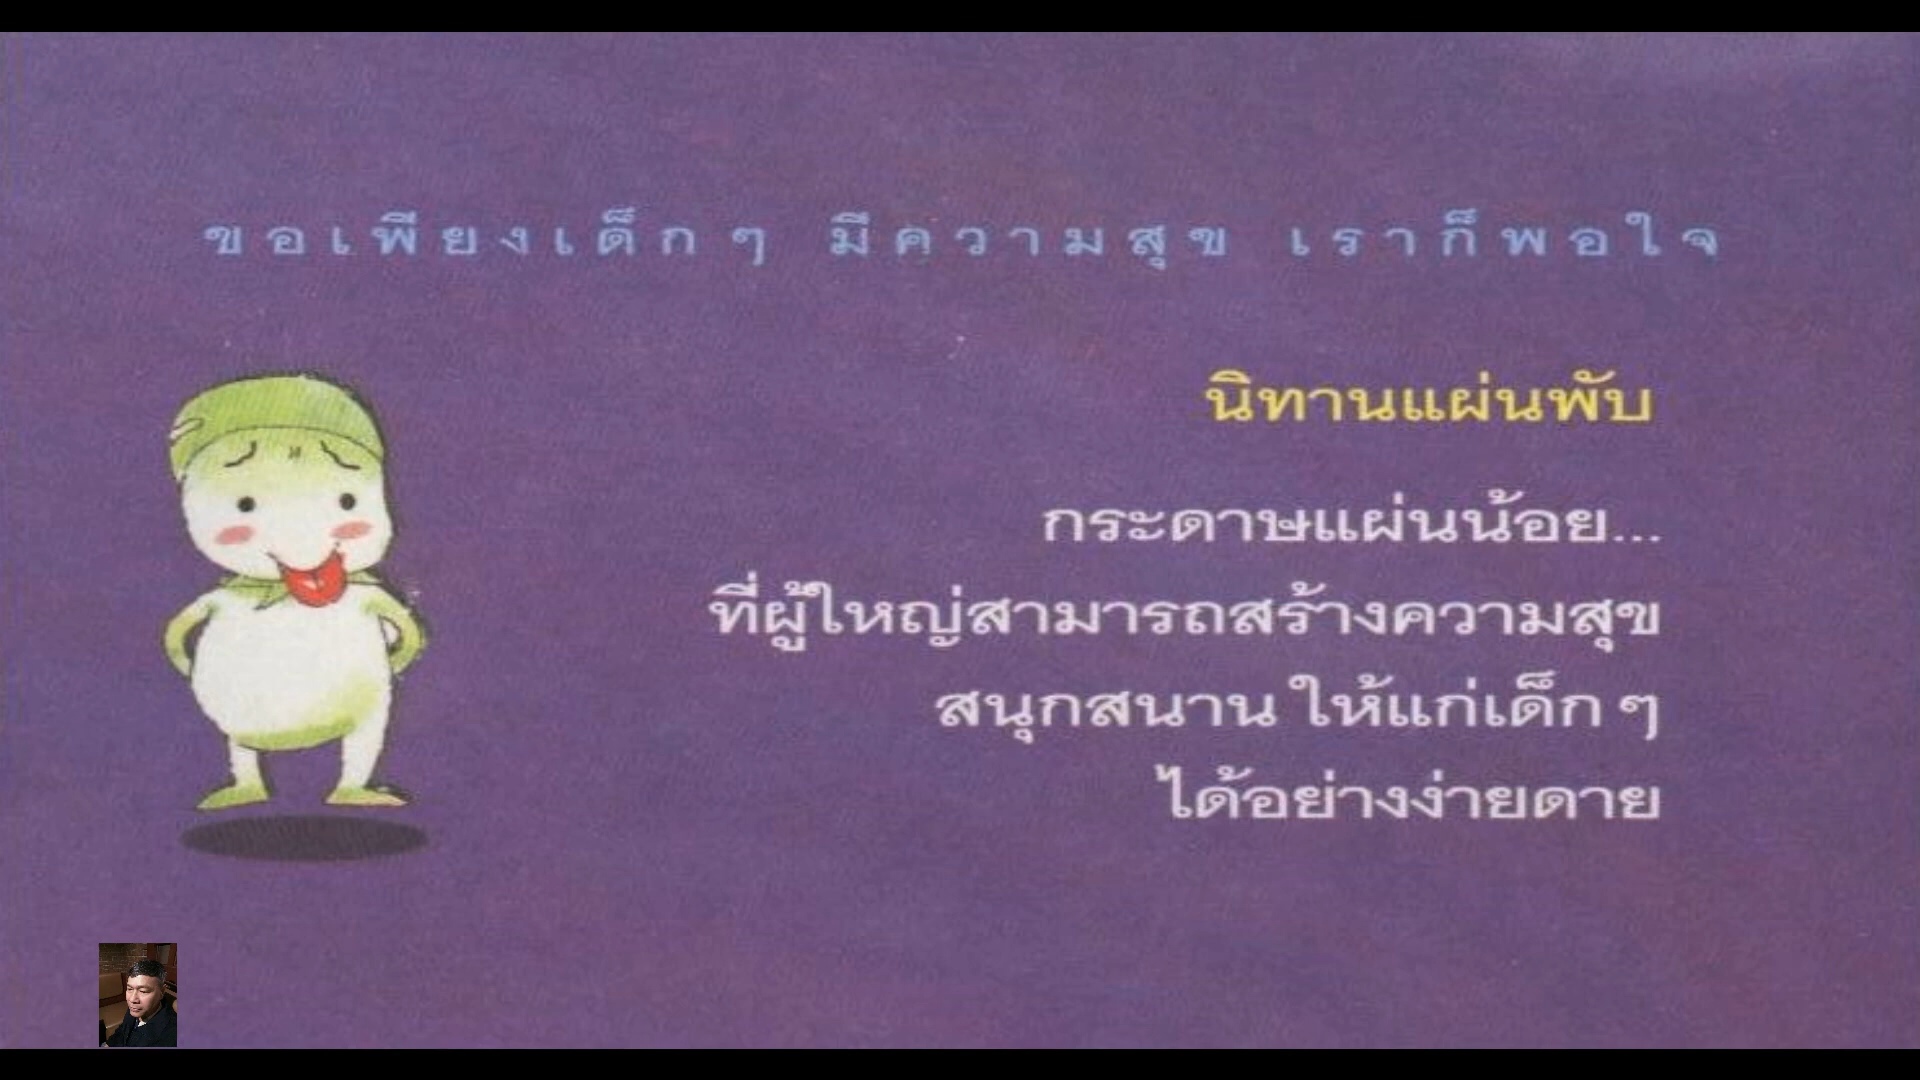 ขอเพียงเด็กๆ มีความสุข เราก็พอใจ
นิทานแผ่นพับ
กระดาษแผ่นน้อย...
ที่ผู้ใหญ่สามารถสร้างความสุข
สนุกสนาน ให้แก่เด็ก ๆ
ได้อย่างง่ายดาย